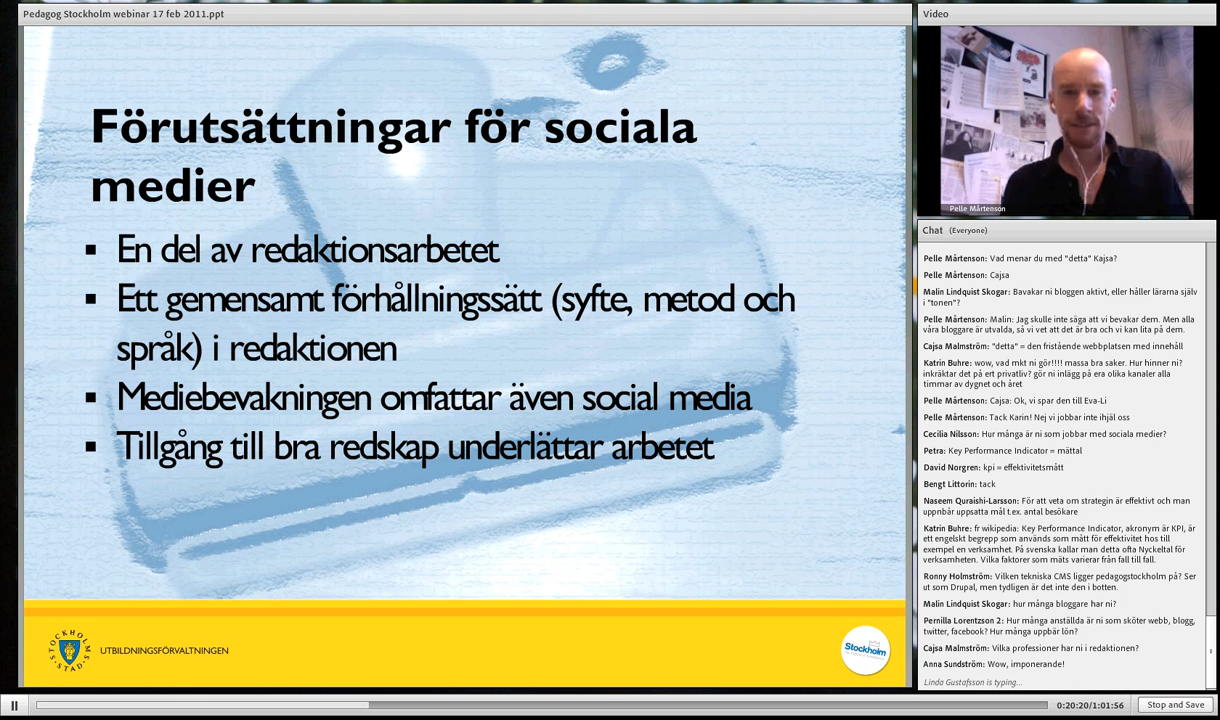 Pedagog Stockholm webinar 17 feb 2011.ppt
Förutsättningar för sociala
medier
▪ En del av redaktionsarbetet
▪ Ett gemensamt förhållningssätt (syfte, metod och
språk) i redaktionen
▪ Mediebevakningen omfattar även social media
▪ Tillgång till bra redskap underlättar arbetet
STOCKHOLMS STAD
UTBILDNINGSFÖRVALTNINGEN
Stockholm
Video
Pelle Mårtenson
Chat (Everyone)
Pelle Mårtenson: Vad menar du med "detta" Kajsa?
Pelle Mårtenson: Cajsa
Malin Lindquist Skogar: Bavakar ni bloggen aktivt, eller håller lärarna själv
i "tonen"?
Pelle Mårtenson: Malin: Jag skulle inte säga att vi bevakar dem. Men alla
våra bloggare är utvalda, så vi vet att det är bra och vi kan lita på dem.
Cajsa Malmström: "detta" = den fristående webbplatsen med innehåll
Katrin Buhre: wow, vad mkt ni gör!!!! massa bra saker. Hur hinner ni?
inkräktar det på ert privatliv? gör ni inlägg på era olika kanaler alla
timmar av dygnet och året
Pelle Mårtenson: Cajsa: Ok, vi spar den till Eva-Li
Pelle Mårtenson: Tack Karin! Nej vi jobbar inte ihjäl oss
Cecilia Nilsson: Hur många är ni som jobbar med sociala medier?
Petra: Key Performance Indicator = mättal
David Norgren: kpi = effektivitetsmått
Bengt Littorin: tack
Naseem Quraishi-Larsson: För att veta om strategin är effektivt och man
uppnbår uppsatta mål t.ex. antal besökare
Katrin Buhre: fr wikipedia: Key Performance Indicator, akronym är KPI, är
ett engelskt begrepp som används som mått för effektivitet hos till
exempel en verksamhet. På svenska kallar man detta ofta Nyckeltal för
verksamheten. Vilka faktorer som mäts varierar från fall till fall.
Ronny Holmström: Vilken tekniska CMS ligger pedagogstockholm på? Ser
ut som Drupal, men tydligen är det inte den i botten.
Malin Lindquist Skogar: hur många bloggare har ni?
Pernilla Lorentzson 2: Hur många anställda är ni som sköter webb, blogg,
twitter, facebook? Hur många uppbär lön?
Cajsa Malmström: Vilka professioner har ni i redaktionen?
Anna Sundström: Wow, imponerande!
Linda Gustafsson is typing...
0:20:20/1:01:56
Stop and Save